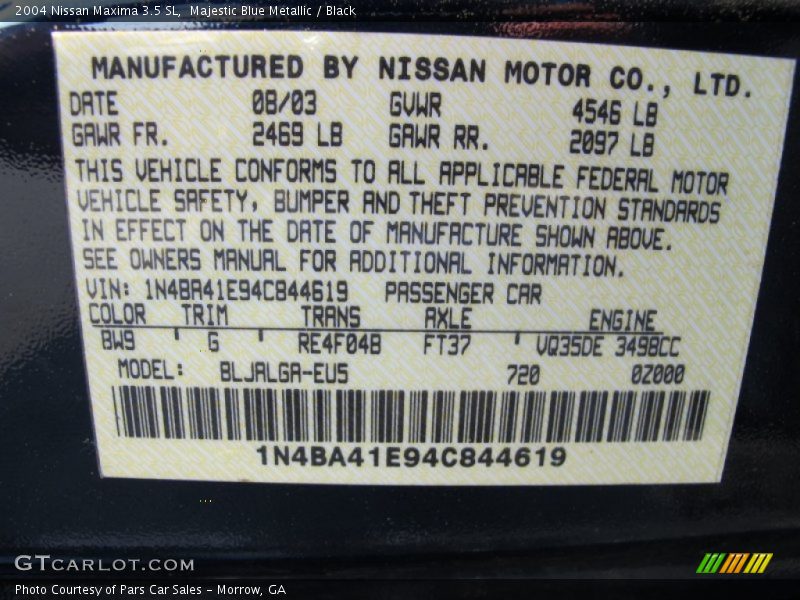 2004 Nissan Maxima 3.5 SL, Majestic Blue Metallic / Black
MANUFACTURED BY NISSAN MOTOR CO., LTD.
DATE 08/03 GVWR 4546 LB
GAWR FR. 2469 LB GAWR RR. 2097 LB
THIS VEHICLE CONFORMS TO ALL APPLICABLE FEDERAL MOTOR
VEHICLE SAFETY, BUMPER AND THEFT PREVENTION STANDARDS
IN EFFECT ON THE DATE OF MANUFACTURE SHOWN ABOVE.
SEE OWNERS MANUAL FOR ADDITIONAL INFORMATION.
VIN: 1N4BA41E94C844619 PASSENGER CAR
COLOR TRIM TRANS AXLE ENGINE
BW9 G RE4F04B FT37 VQ35DE 3498CC
MODEL: BLJALGA-EU5 720 0Z000
1N4BA41E94C844619
GTCARLOT.COM
Photo Courtesy of Pars Car Sales - Morrow, GA